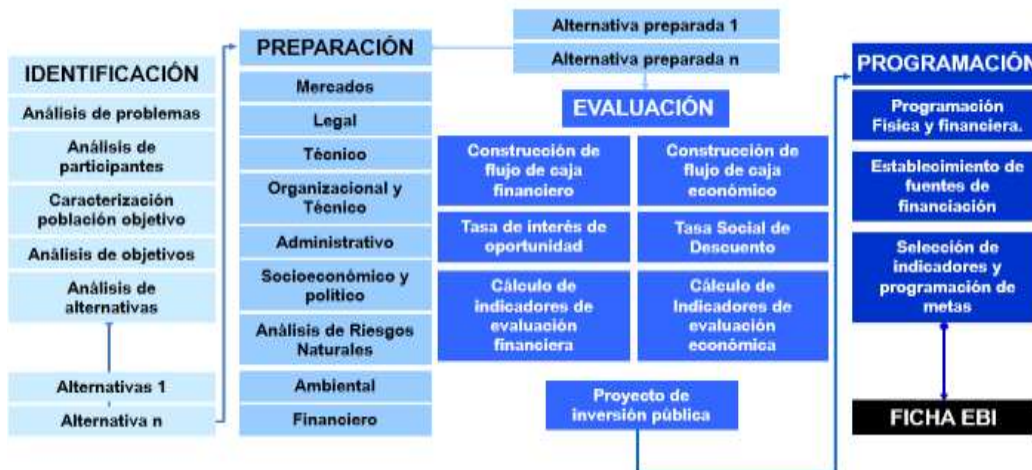 IDENTIFICACIÓN
Análisis de problemas
Análisis de
participantes
Caracterización
población objetivo
Análisis de objetivos
Análisis de
alternativas
Alternativas 1
Alternativa n
PREPARACIÓN
Mercados
Legal
Técnico
Organizacional y
Técnico
Administrativo
Socioeconómico y
político
Análisis de Riesgos
Naturales
Ambiental
Financiero
Alternativa preparada 1
Alternativa preparada n
EVALUACIÓN
Construcción de
flujo de caja
financiero
Tasa de interés de
oportunidad
Cálculo de
indicadores de
evaluación
financiera
Construcción de
flujo de caja
económico
Tasa Social de
Descuento
Cálculo de
Indicadores de
evaluación
económica
Proyecto de
inversión pública
PROGRAMACIÓN
Programación
Física y financiera.
Establecimiento de
fuentes de
financiación
Selección de
indicadores y
programación de
metas
FICHA EBI